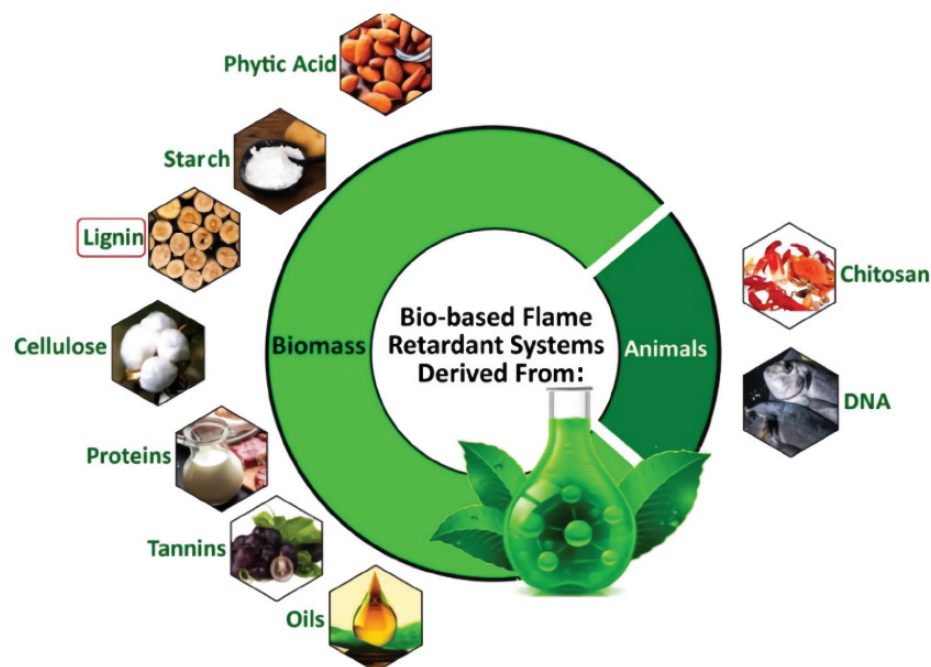 Phytic Acid
Starch
Lignin
Cellulose
Proteins
Tannins
Oils
Biomass
Bio-based Flame
Retardant Systems
Derived From:
Animals
Chitosan
DNA